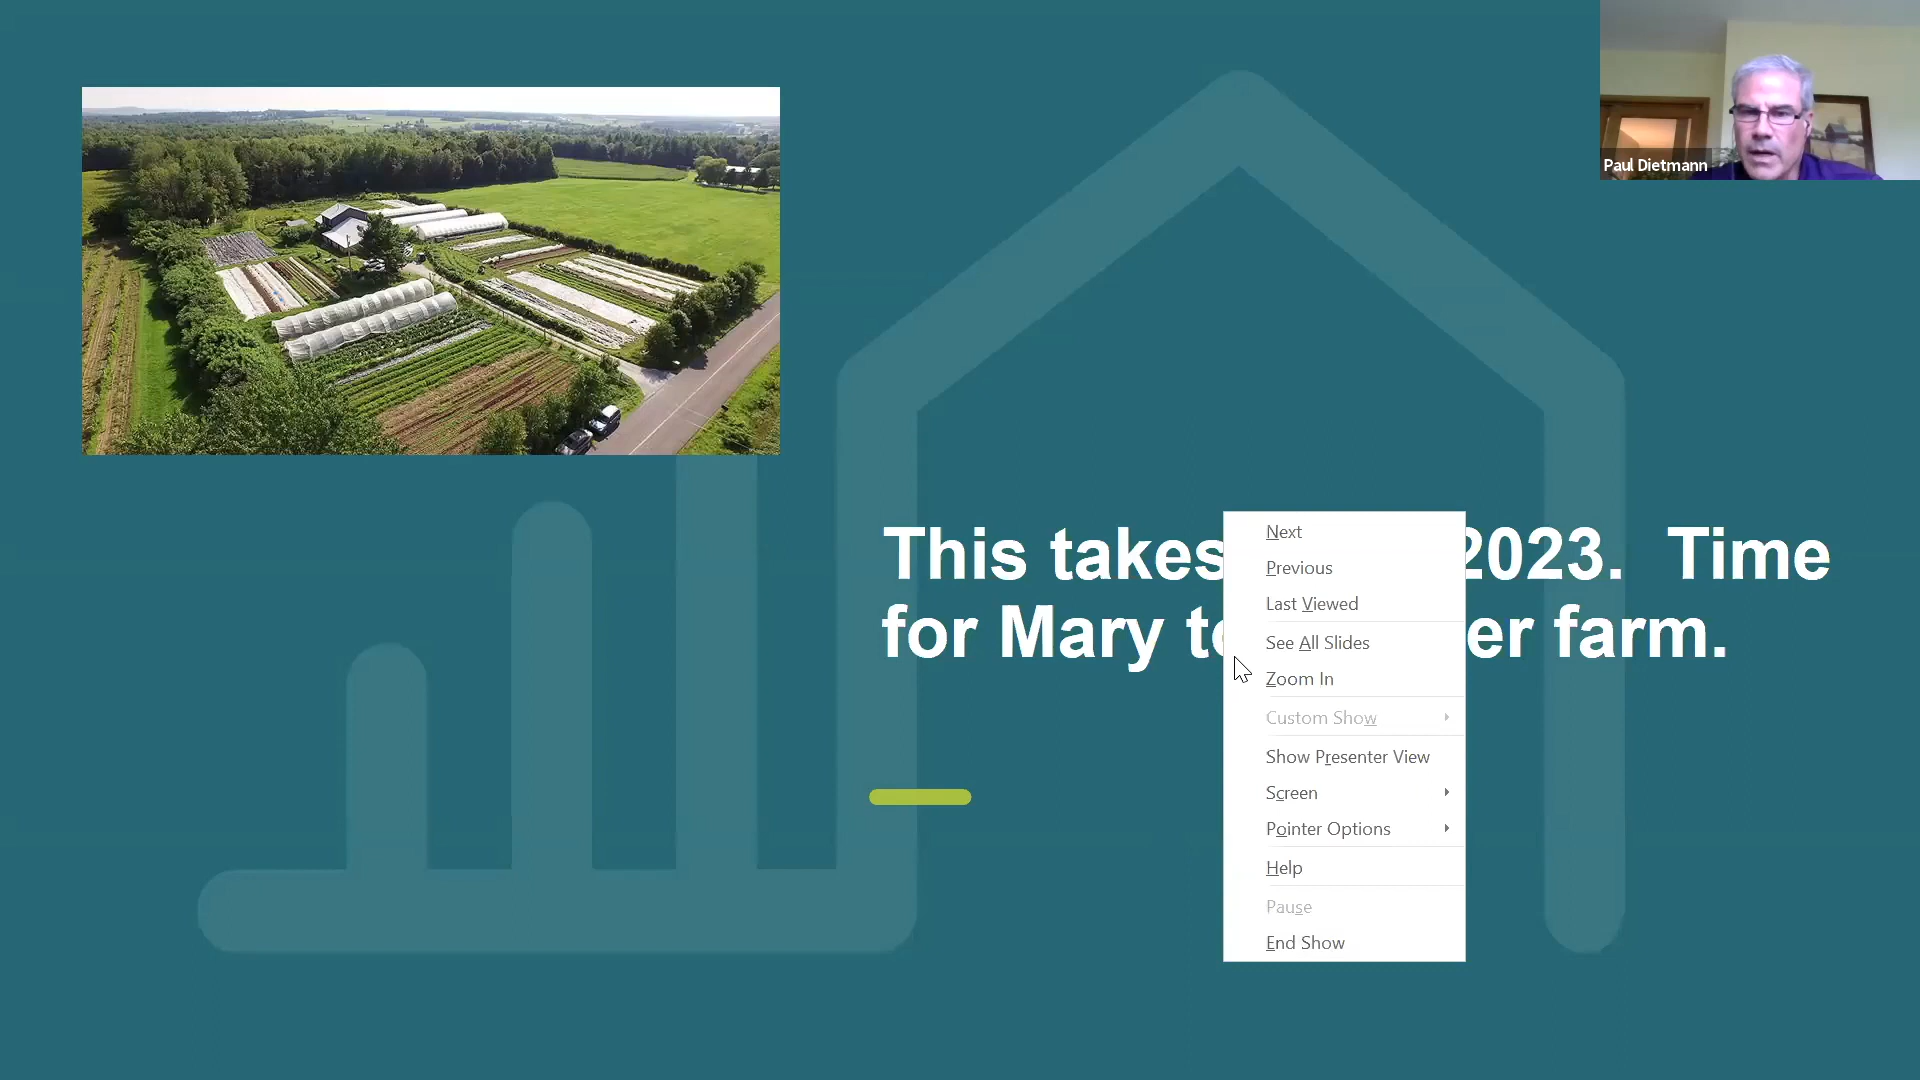 Paul Dietmann
This takes 2023. Time
for Mary er farm.
Next
Previous
Last Viewed
See All Slides
Zoom In
Custom Show
Show Presenter View
Screen
Pointer Options
Help
Pause
End Show